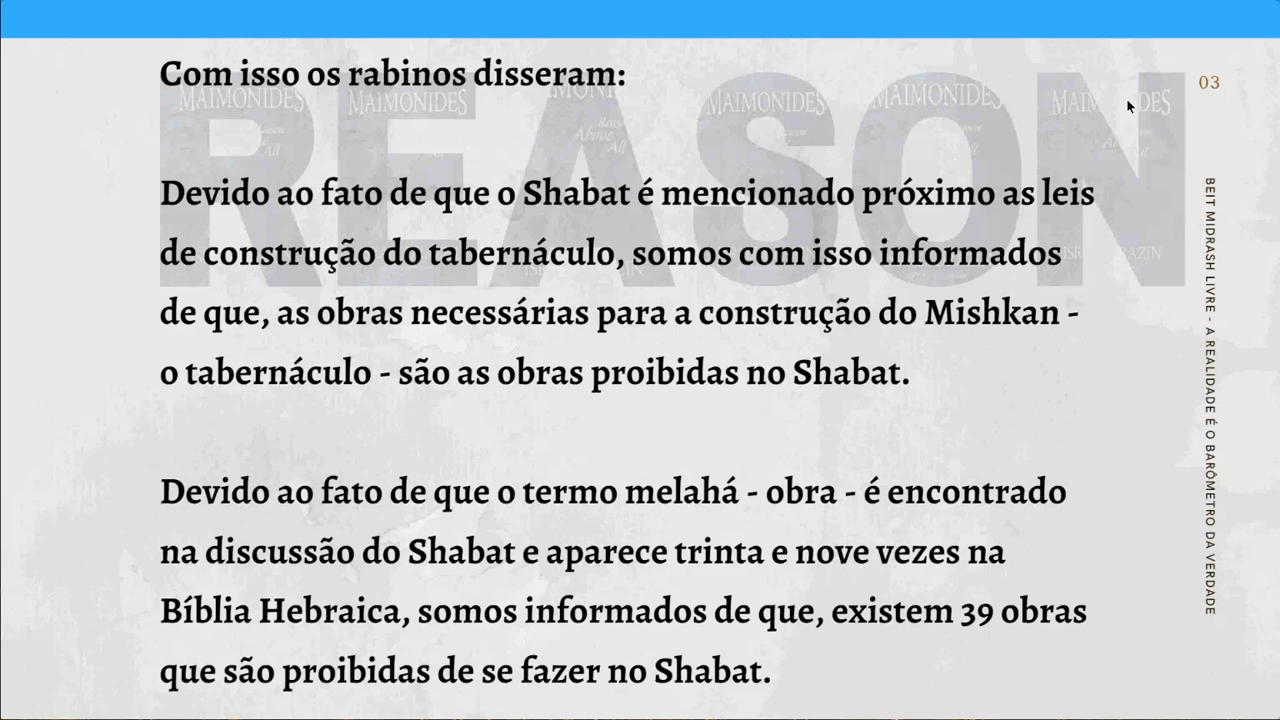 Com isso os rabinos disseram:
REASON
MAIMONIDES MAIMONIDES MAIMONIDES MAIMONIDES
03
Devido ao fato de que o Shabat é mencionado próximo as leis
de construção do tabernáculo, somos com isso informados
de que, as obras necessárias para a construção do Mishkan -
o tabernáculo - são as obras proibidas no Shabat.
Devido ao fato de que o termo melahá - obra - é encontrado
na discussão do Shabat e aparece trinta e nove vezes na
Bíblia Hebraica, somos informados de que, existem 39 obras
que são proibidas de se fazer no Shabat.
BEIT MIDRASH LIVRE - A REALIDADE É O BARÔMETRO DA VERDADE